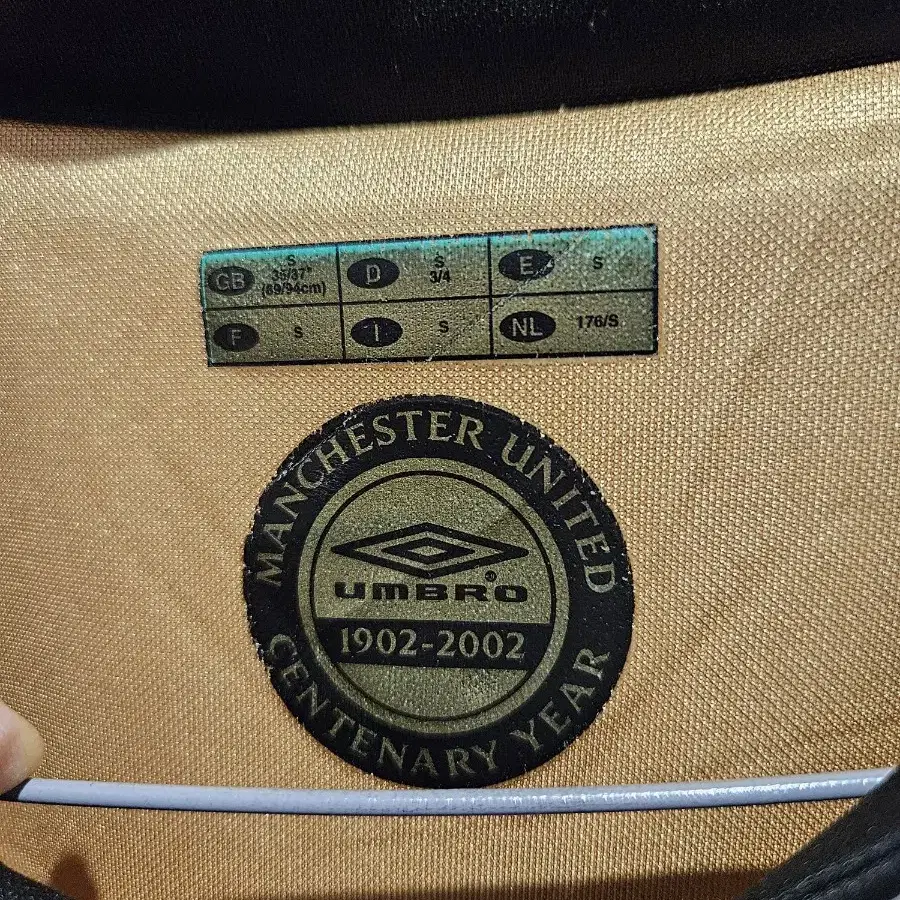 GB S 35/37" (89/94cm) D S 3/4 E S
F S I S NL 176/S
MANCHESTER UNITED
UMBRO®
1902-2002
CENTENARY YEAR